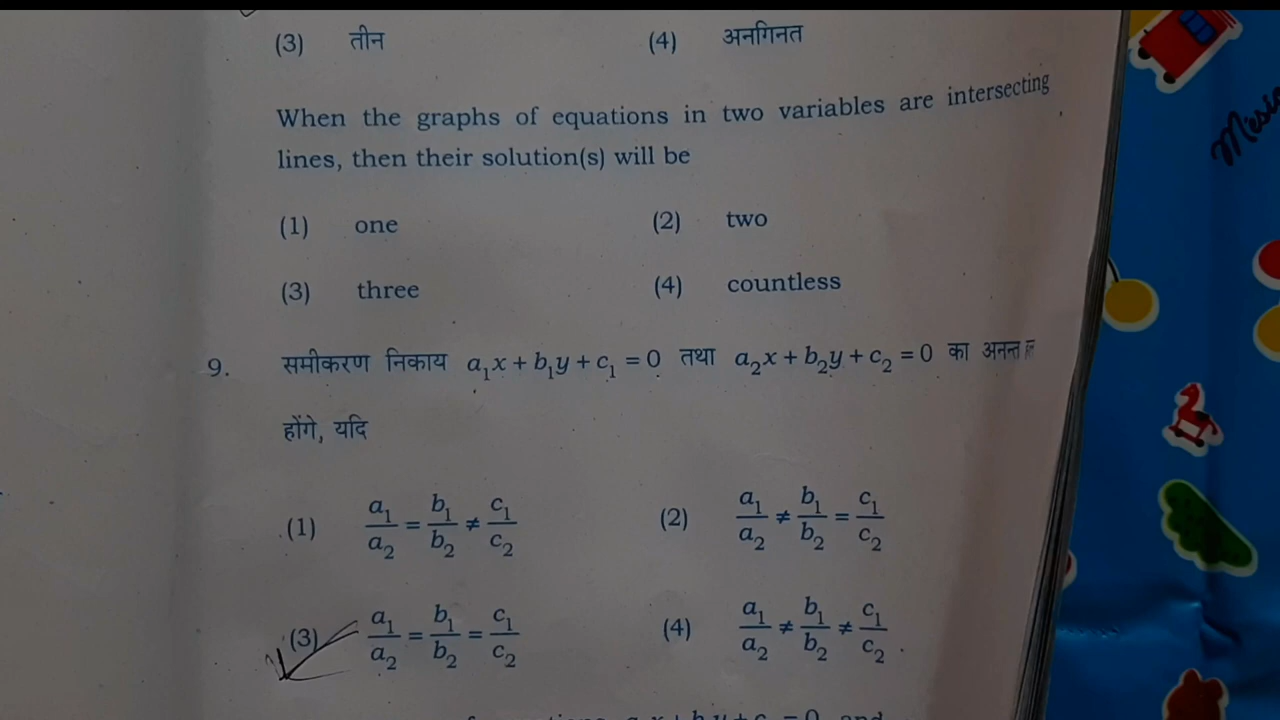 (3) तीन (4) अनगिनत
When the graphs of equations in two variables are intersecting
lines, then their solution(s) will be
(1) one (2) two
(3) three (4) countless
9. समीकरण निकाय a₁x + b₁y + c₁ = 0 तथा a₂x + b₂y + c₂ = 0 का अनन्त
होंगे, यदि
(1) a₁/a₂ = b₁/b₂ ≠ c₁/c₂ (2) a₁/a₂ ≠ b₁/b₂ = c₁/c₂
(3) a₁/a₂ = b₁/b₂ = c₁/c₂ (4) a₁/a₂ ≠ b₁/b₂ ≠ c₁/c₂ .